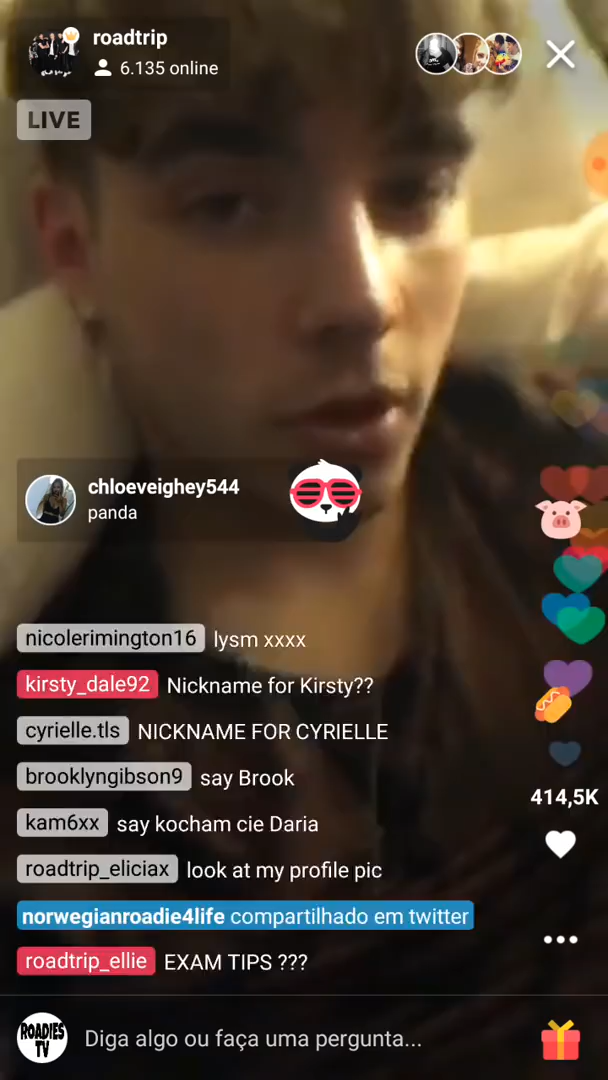 roadtrip
6.135 online
LIVE
chloeveighey544
panda
nicolerimington16 lysm xxxx
kirsty_dale92 Nickname for Kirsty??
cyrielle.tls NICKNAME FOR CYRIELLE
brooklyngibson9 say Brook
kam6xx say kocham cie Daria
roadtrip_eliciax look at my profile pic
norwegianroadie4life compartilhado em twitter
roadtrip_ellie EXAM TIPS ???
414,5K
ROADIES
TV
Diga algo ou faça uma pergunta...